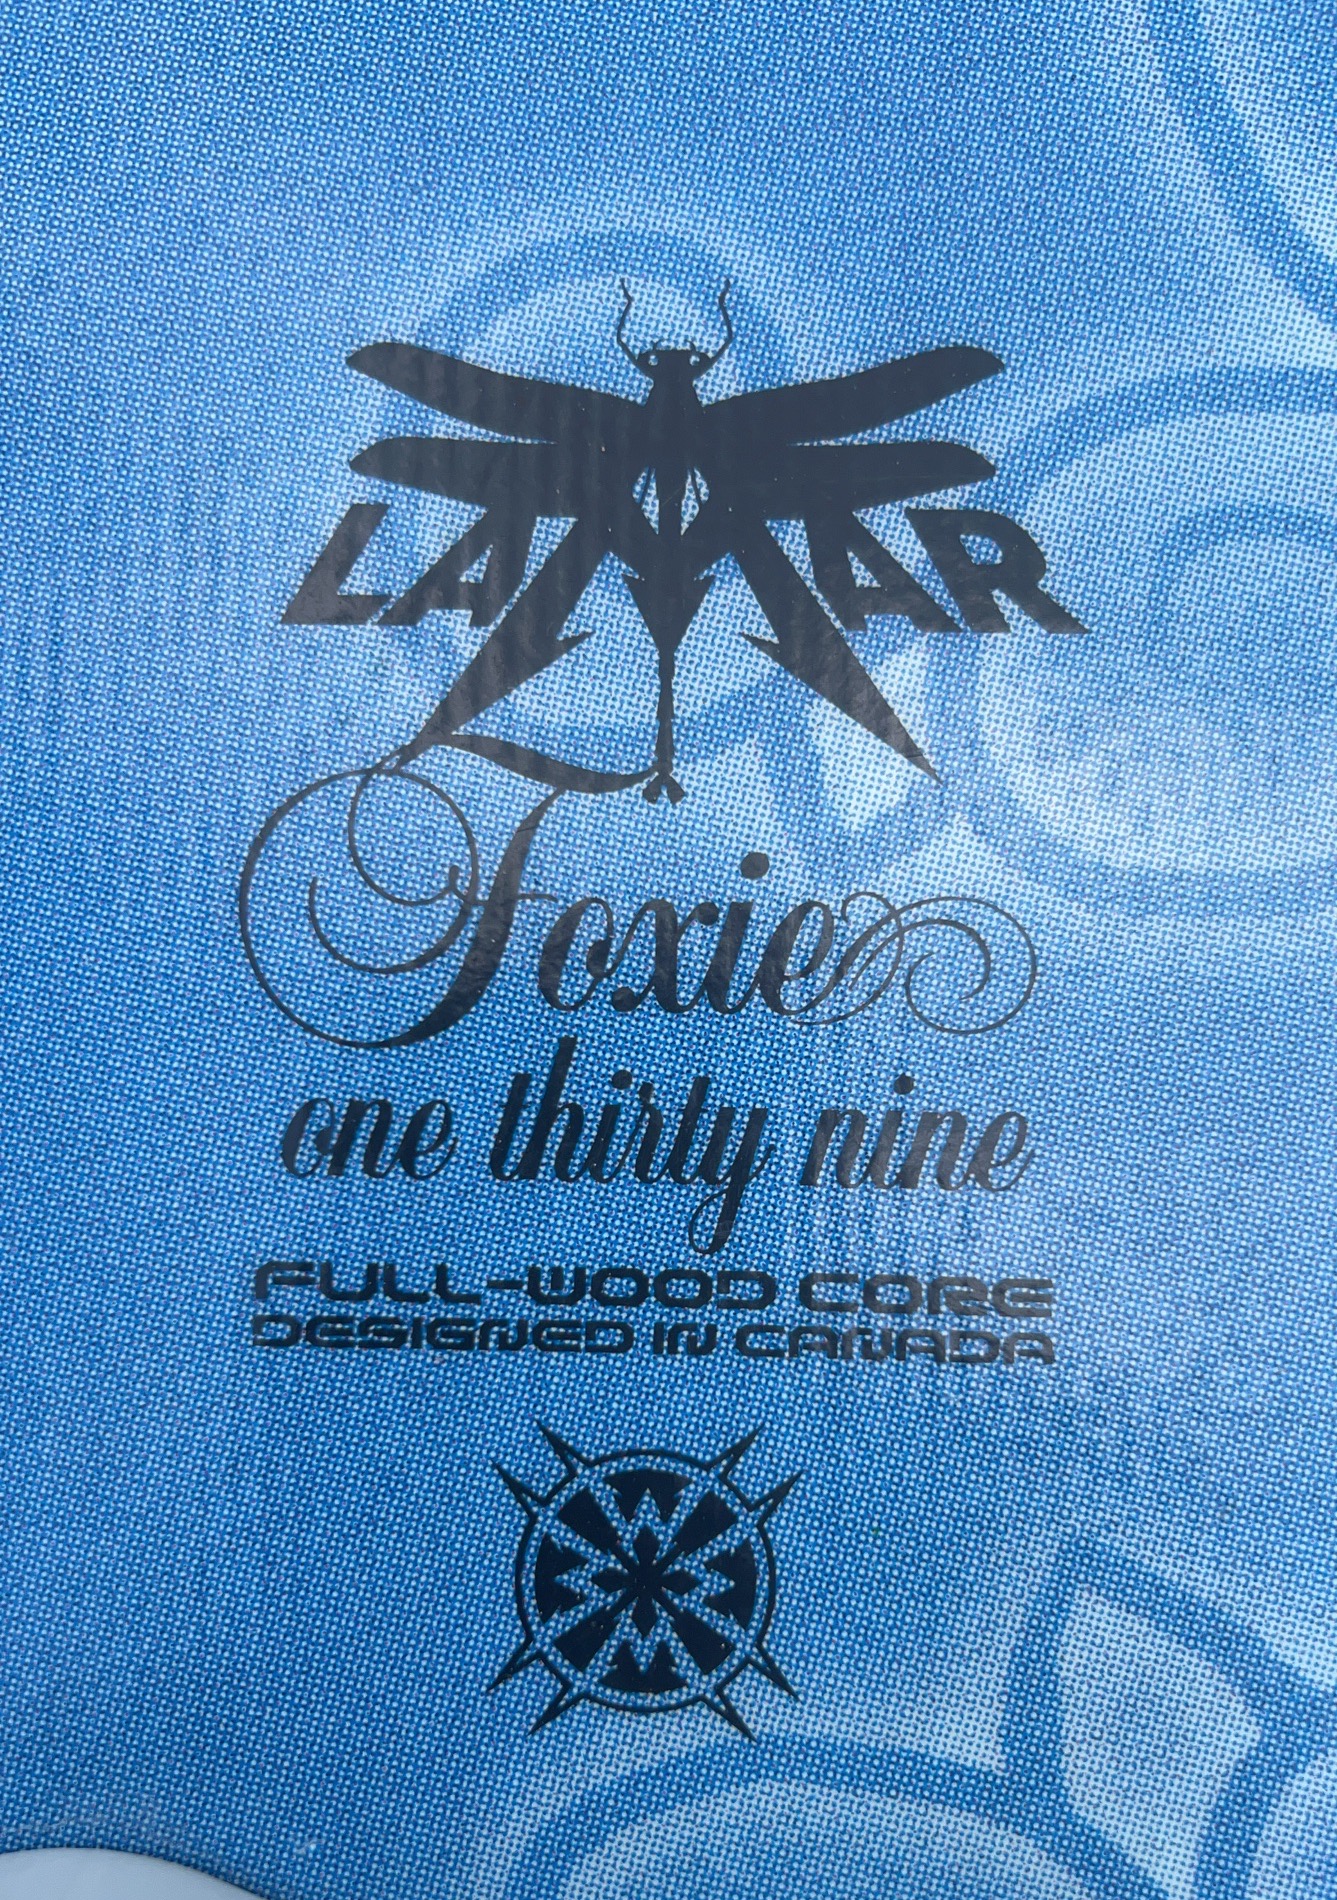 LAMAR
Foxie
one thirty nine
FULL-WOOD CORE
DESIGNED IN CANADA